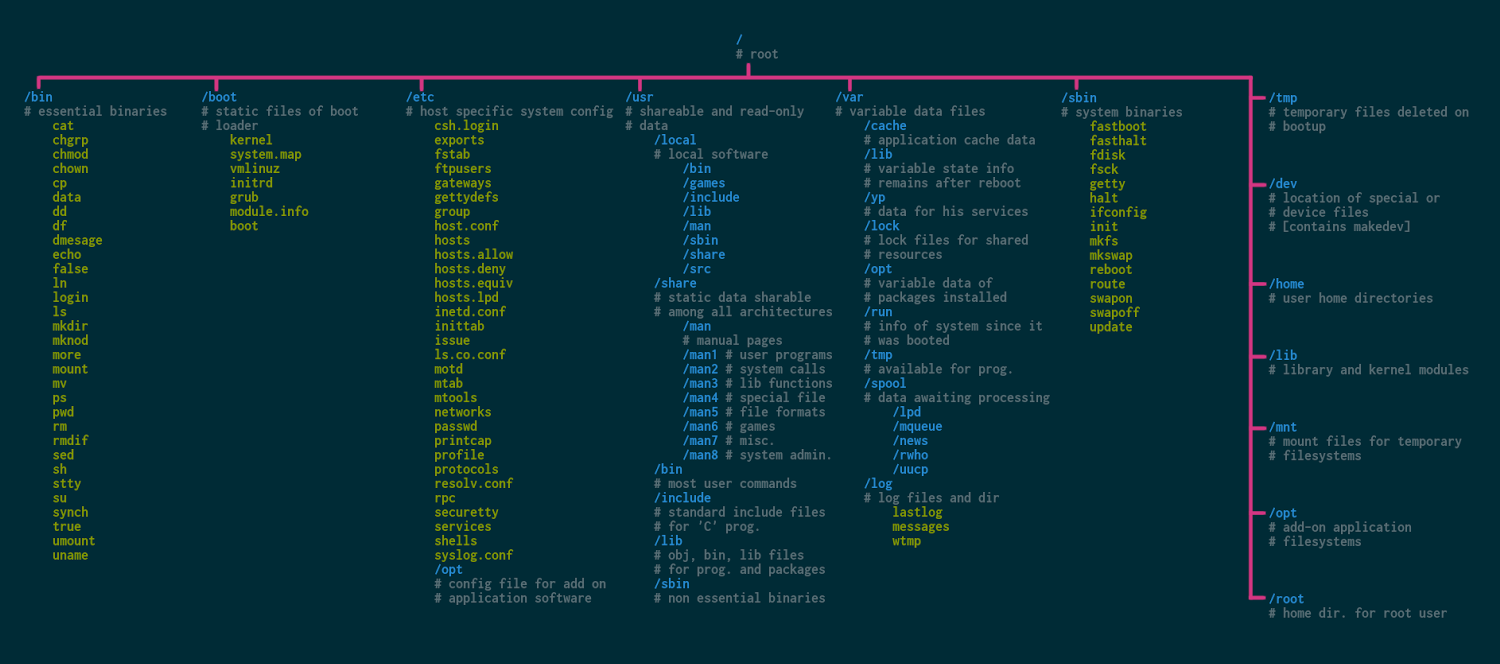 /
# root
/bin
# essential binaries
cat
chgrp
chmod
chown
cp
data
dd
df
dmesage
echo
false
ln
login
ls
mkdir
mknod
more
mount
mv
ps
pwd
rm
rmdif
sed
sh
stty
su
synch
true
umount
uname
/boot
# static files of boot
# loader
kernel
system.map
vmlinuz
initrd
grub
module.info
boot
/etc
# host specific system config
csh.login
exports
fstab
ftpusers
gateways
gettydefs
group
host.conf
hosts
hosts.allow
hosts.deny
hosts.equiv
hosts.lpd
inetd.conf
inittab
issue
ls.co.conf
motd
mtab
mtools
networks
passwd
printcap
profile
protocols
resolv.conf
rpc
securetty
services
shells
syslog.conf
/opt
# config file for add on
# application software
/usr
# shareable and read-only
# data
/local
# local software
/bin
/games
/include
/lib
/man
/sbin
/share
/src
/share
# static data sharable
# among all architectures
/man
# manual pages
/man1 # user programs
/man2 # system calls
/man3 # lib functions
/man4 # special file
/man5 # file formats
/man6 # games
/man7 # misc.
/man8 # system admin.
/bin
# most user commands
/include
# standard include files
# for 'C' prog.
/lib
# obj, bin, lib files
# for prog. and packages
/sbin
# non essential binaries
/var
# variable data files
/cache
# application cache data
/lib
# variable state info
# remains after reboot
/yp
# data for his services
/lock
# lock files for shared
# resources
/opt
# variable data of
# packages installed
/run
# info of system since it
# was booted
/tmp
# available for prog.
/spool
# data awaiting processing
/lpd
/mqueue
/news
/rwho
/uucp
/log
# log files and dir
lastlog
messages
wtmp
/sbin
# system binaries
fastboot
fasthalt
fdisk
fsck
getty
halt
ifconfig
init
mkfs
mkswap
reboot
route
swapon
swapoff
update
/tmp
# temporary files deleted on
# bootup
/dev
# location of special or
# device files
# [contains makedev]
/home
# user home directories
/lib
# library and kernel modules
/mnt
# mount files for temporary
# filesystems
/opt
# add-on application
# filesystems
/root
# home dir. for root user